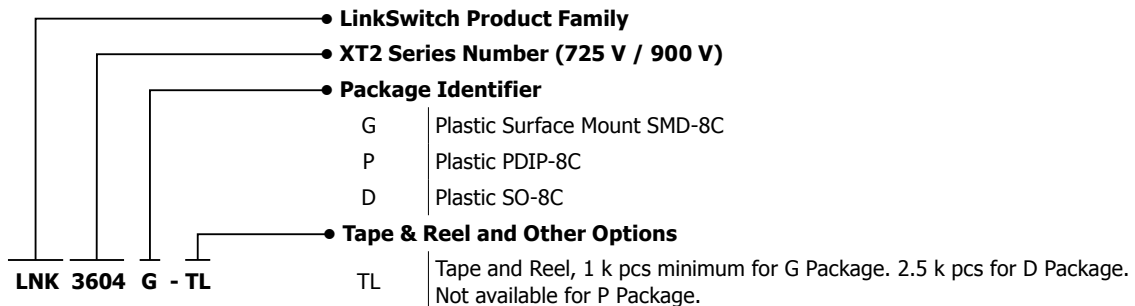 LinkSwitch Product Family
XT2 Series Number (725 V / 900 V)
Package Identifier
G Plastic Surface Mount SMD-8C
P Plastic PDIP-8C
D Plastic SO-8C
Tape & Reel and Other Options
TL Tape and Reel, 1 k pcs minimum for G Package. 2.5 k pcs for D Package.
Not available for P Package.
LNK 3604 G - TL